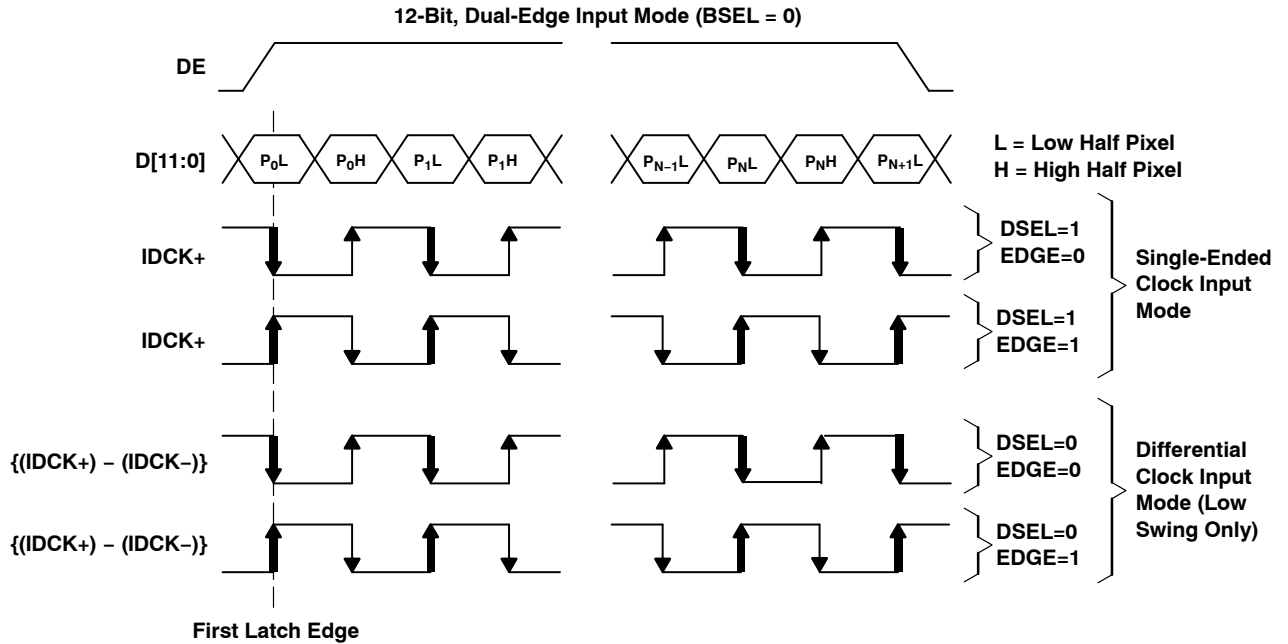 12-Bit, Dual-Edge Input Mode (BSEL = 0)
DE
D[11:0]
P0L P0H P1L P1H PN−1L PNL PNH PN+1L
L = Low Half Pixel
H = High Half Pixel
IDCK+
DSEL=1
EDGE=0
IDCK+
DSEL=1
EDGE=1
Single-Ended
Clock Input
Mode
{(IDCK+) − (IDCK−)}
DSEL=0
EDGE=0
{(IDCK+) − (IDCK−)}
DSEL=0
EDGE=1
Differential
Clock Input
Mode (Low
Swing Only)
First Latch Edge